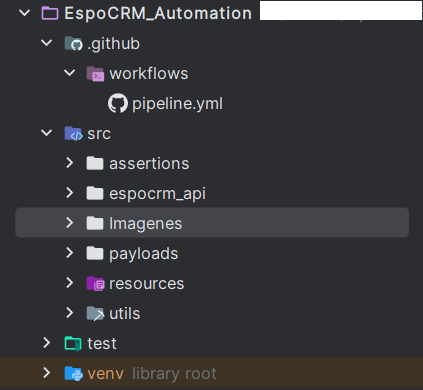 EspoCRM_Automation
.github
workflows
pipeline.yml
src
assertions
espocrm_api
Imagenes
payloads
resources
utils
test
venv library root